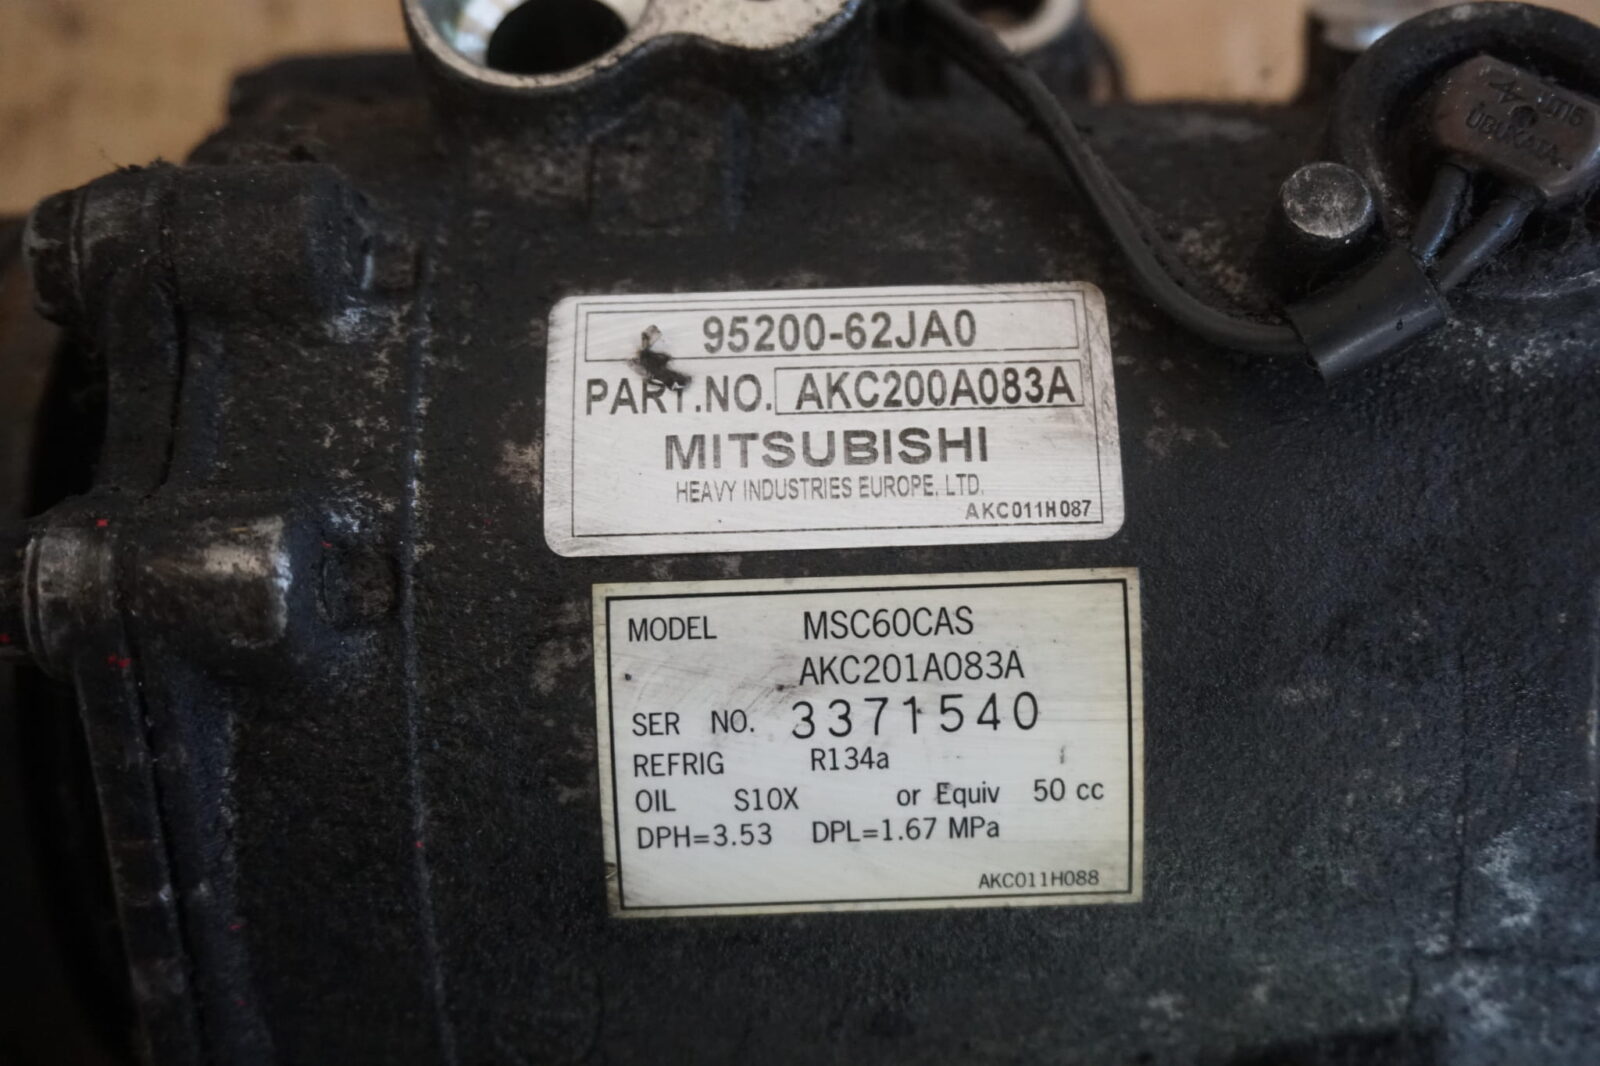 UBUKATA
95200-62JA0
PART.NO. AKC200A083A
MITSUBISHI
HEAVY INDUSTRIES EUROPE, LTD.
AKC011H087
MODEL MSC60CAS
AKC201A083A
SER NO. 3371540
REFRIG R134a
OIL S10X or Equiv 50 cc
DPH=3.53 DPL=1.67 MPa
AKC011H088